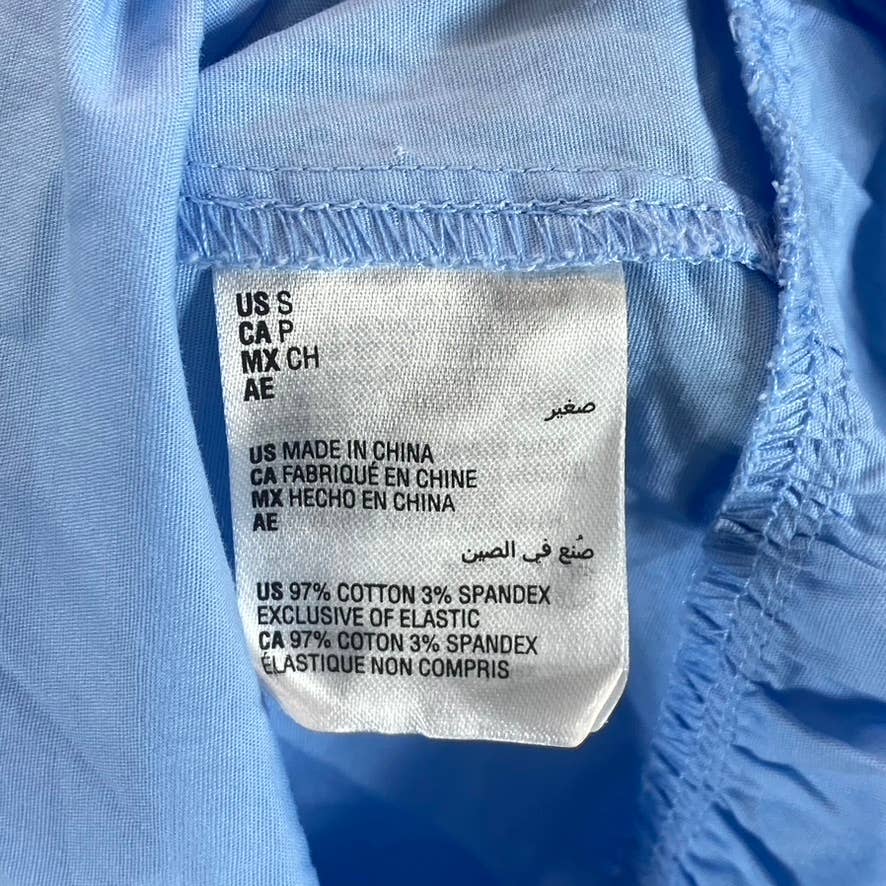 US S
CA P
MX CH
AE
صغير
US MADE IN CHINA
CA FABRIQUÉ EN CHINE
MX HECHO EN CHINA
AE
صُنع في الصين
US 97% COTTON 3% SPANDEX
EXCLUSIVE OF ELASTIC
CA 97% COTON 3% SPANDEX
ÉLASTIQUE NON COMPRIS